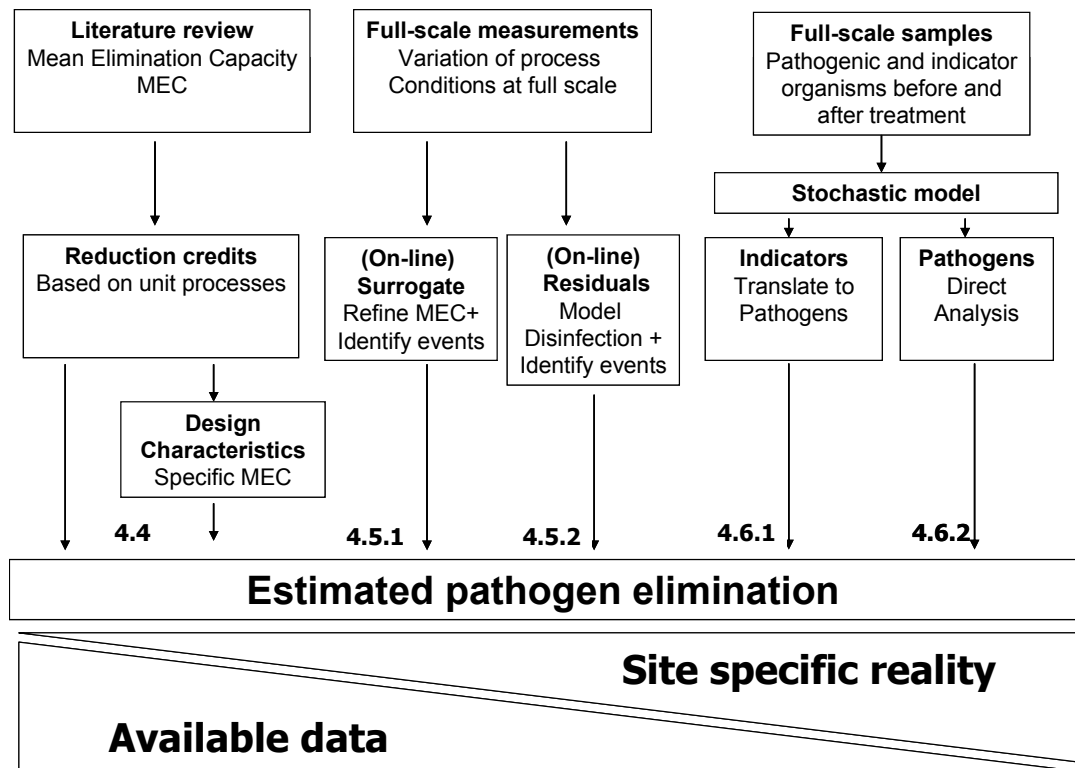 Literature review
Mean Elimination Capacity
MEC
Full-scale measurements
Variation of process
Conditions at full scale
Full-scale samples
Pathogenic and indicator
organisms before and
after treatment
Stochastic model
Reduction credits
Based on unit processes
(On-line)
Surrogate
Refine MEC+
Identify events
(On-line)
Residuals
Model
Disinfection +
Identify events
Indicators
Translate to
Pathogens
Pathogens
Direct
Analysis
Design
Characteristics
Specific MEC
4.4
4.5.1
4.5.2
4.6.1
4.6.2
Estimated pathogen elimination
Site specific reality
Available data